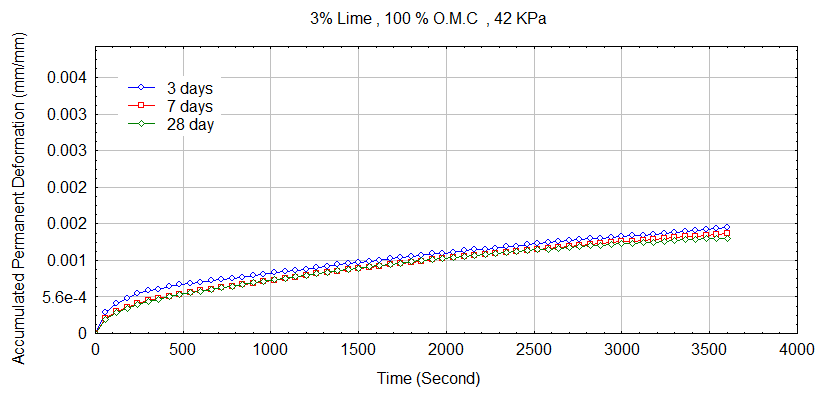 3% Lime , 100 % O.M.C , 42 KPa
Accumulated Permanent Deformation (mm/mm)
0.004
0.003
0.003
0.002
0.002
0.001
5.6e-4
0
3 days
7 days
28 day
0 500 1000 1500 2000 2500 3000 3500 4000
Time (Second)